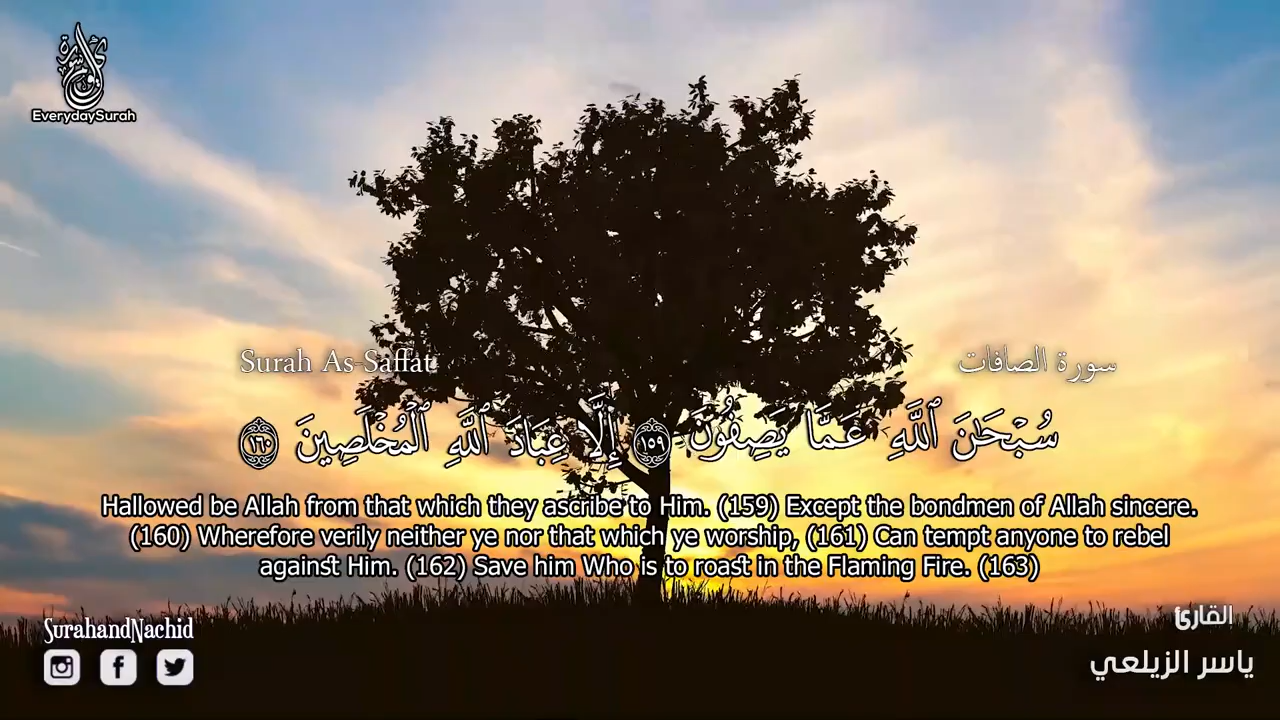 EverydaySurah
Surah As-Saffat
سورة الصافات
سُبْحَٰنَ ٱللَّهِ عَمَّا يَصِفُونَ ١٥٩ إِلَّا عِبَادَ ٱللَّهِ ٱلْمُخْلَصِينَ ١٦٠
Hallowed be Allah from that which they ascribe to Him. (159) Except the bondmen of Allah sincere.
(160) Wherefore verily neither ye nor that which ye worship, (161) Can tempt anyone to rebel
against Him. (162) Save him Who is to roast in the Flaming Fire. (163)
SurahandNachid
القارئ
ياسر الزيلعي